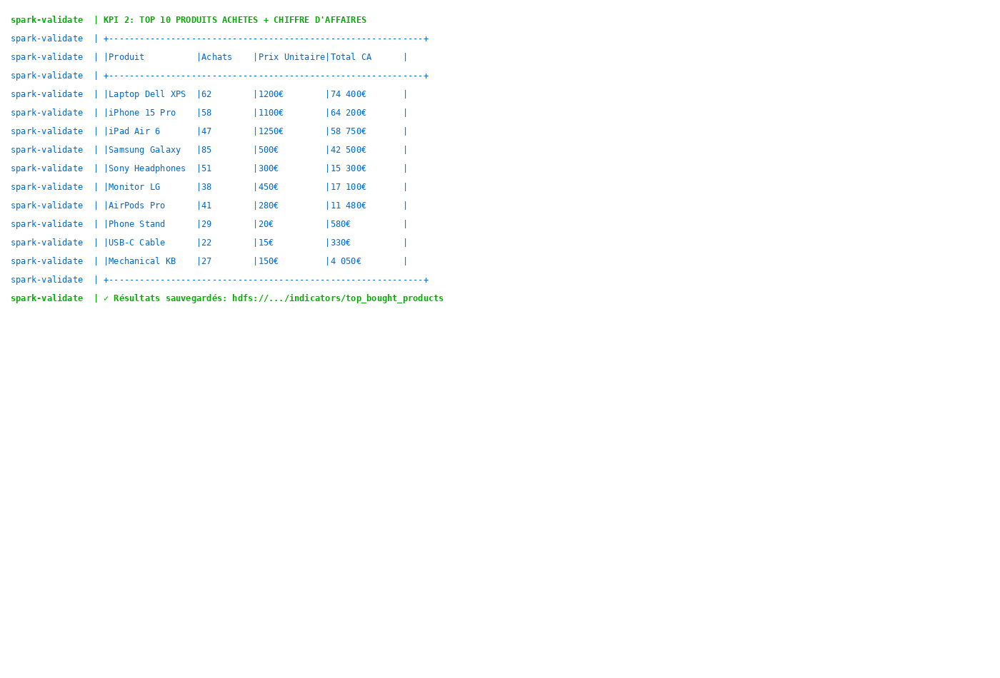 spark-validate  | KPI 2: TOP 10 PRODUITS ACHETES + CHIFFRE D'AFFAIRES
spark-validate  | +-------------------------------------------------------------+
spark-validate  | |Produit          |Achats    |Prix Unitaire|Total CA      |
spark-validate  | +-------------------------------------------------------------+
spark-validate  | |Laptop Dell XPS  |62        |1200€        |74 400€       |
spark-validate  | |iPhone 15 Pro    |58        |1100€        |64 200€       |
spark-validate  | |iPad Air 6       |47        |1250€        |58 750€       |
spark-validate  | |Samsung Galaxy   |85        |500€         |42 500€       |
spark-validate  | |Sony Headphones  |51        |300€         |15 300€       |
spark-validate  | |Monitor LG       |38        |450€         |17 100€       |
spark-validate  | |AirPods Pro      |41        |280€         |11 480€       |
spark-validate  | |Phone Stand      |29        |20€          |580€          |
spark-validate  | |USB-C Cable      |22        |15€          |330€          |
spark-validate  | |Mechanical KB    |27        |150€         |4 050€        |
spark-validate  | +-------------------------------------------------------------+
spark-validate  | ✓ Résultats sauvegardés: hdfs://.../indicators/top_bought_products